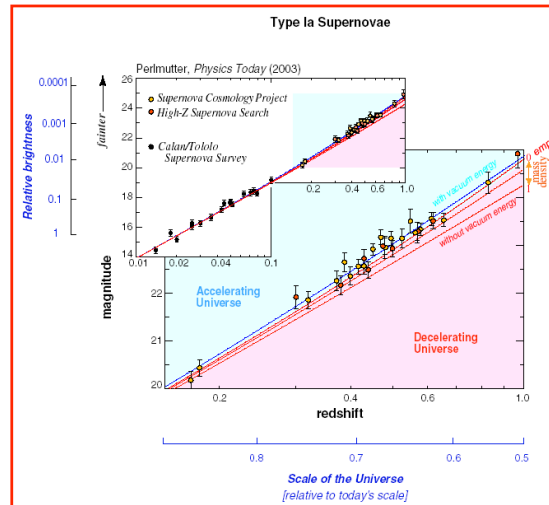 Type Ia Supernovae
Perlmutter, Physics Today (2003)
0.0001
0.001
0.01
0.1
1
Relative brightness
fainter
magnitude
26
24
22
20
18
16
14
0.01
0.02
0.04
0.1
0.2
0.4 0.6
1.0
Supernova Cosmology Project
High-Z Supernova Search
Calan/Tololo
Supernova Survey
with vacuum energy
without vacuum energy
0
mass
density
1
Accelerating
Universe
Decelerating
Universe
22
21
20
0.2
0.4
0.6
1.0
redshift
0.8
0.7
0.6
0.5
Scale of the Universe
[relative to today's scale]